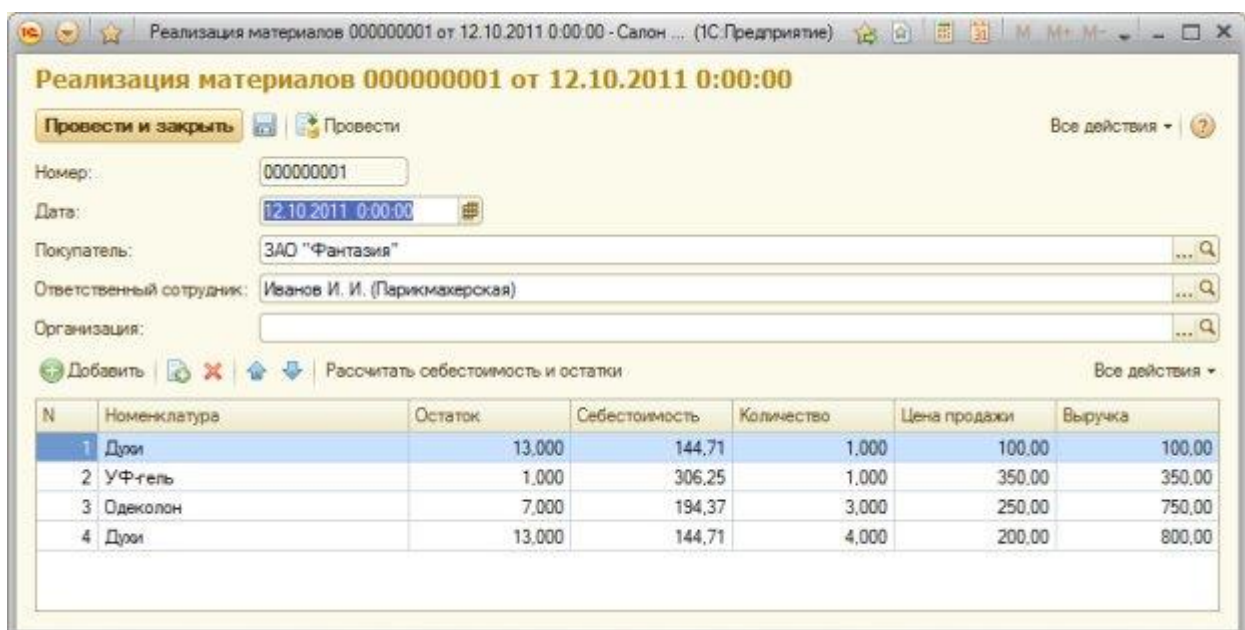 Реализация материалов 000000001 от 12.10.2011 0:00:00 - Салон ... (1С:Предприятие) 31 M M+ M-
Реализация материалов 000000001 от 12.10.2011 0:00:00
Провести и закрыть Провести Все действия
Номер: 000000001
Дата: 12.10.2011 0:00:00
Покупатель: ЗАО "Фантазия" ...
Ответственный сотрудник: Иванов И. И. (Парикмахерская) ...
Организация: ...
Добавить Рассчитать себестоимость и остатки Все действия
N Номенклатура Остаток Себестоимость Количество Цена продажи Выручка
1 Духи 13,000 144,71 1,000 100,00 100,00
2 УФ-гель 1,000 306,25 1,000 350,00 350,00
3 Одеколон 7,000 194,37 3,000 250,00 750,00
4 Духи 13,000 144,71 4,000 200,00 800,00